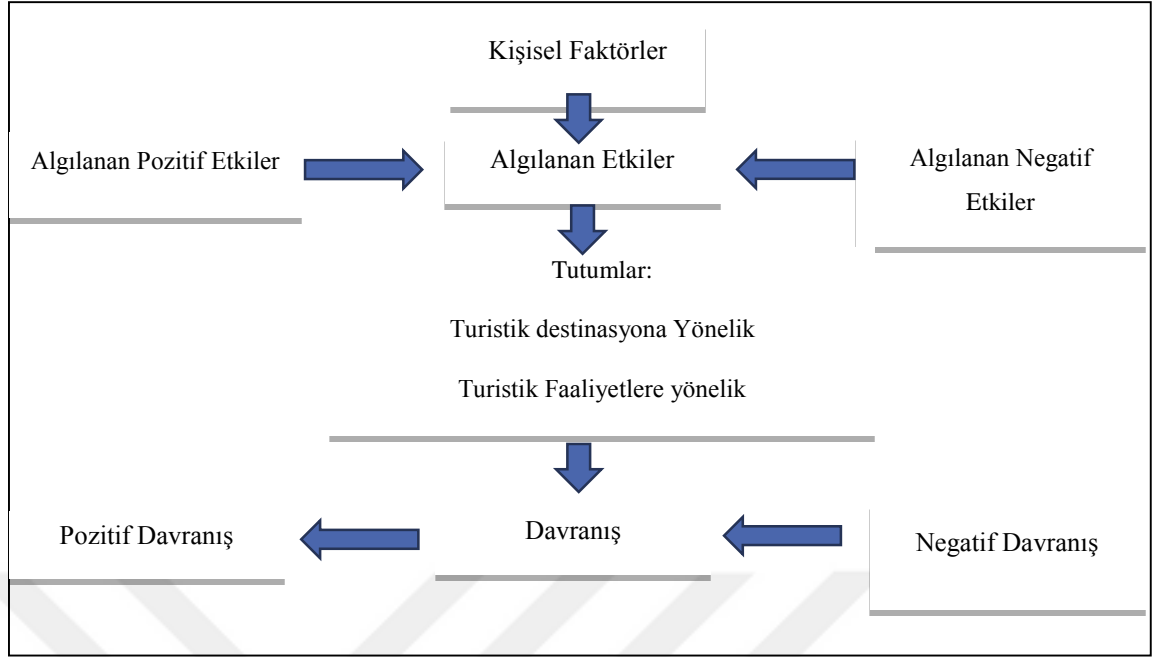 Kişisel Faktörler
Algılanan Pozitif Etkiler
Algılanan Etkiler
Algılanan Negatif
Etkiler
Tutumlar:
Turistik destinasyona Yönelik
Turistik Faaliyetlere yönelik
Pozitif Davranış
Davranış
Negatif Davranış